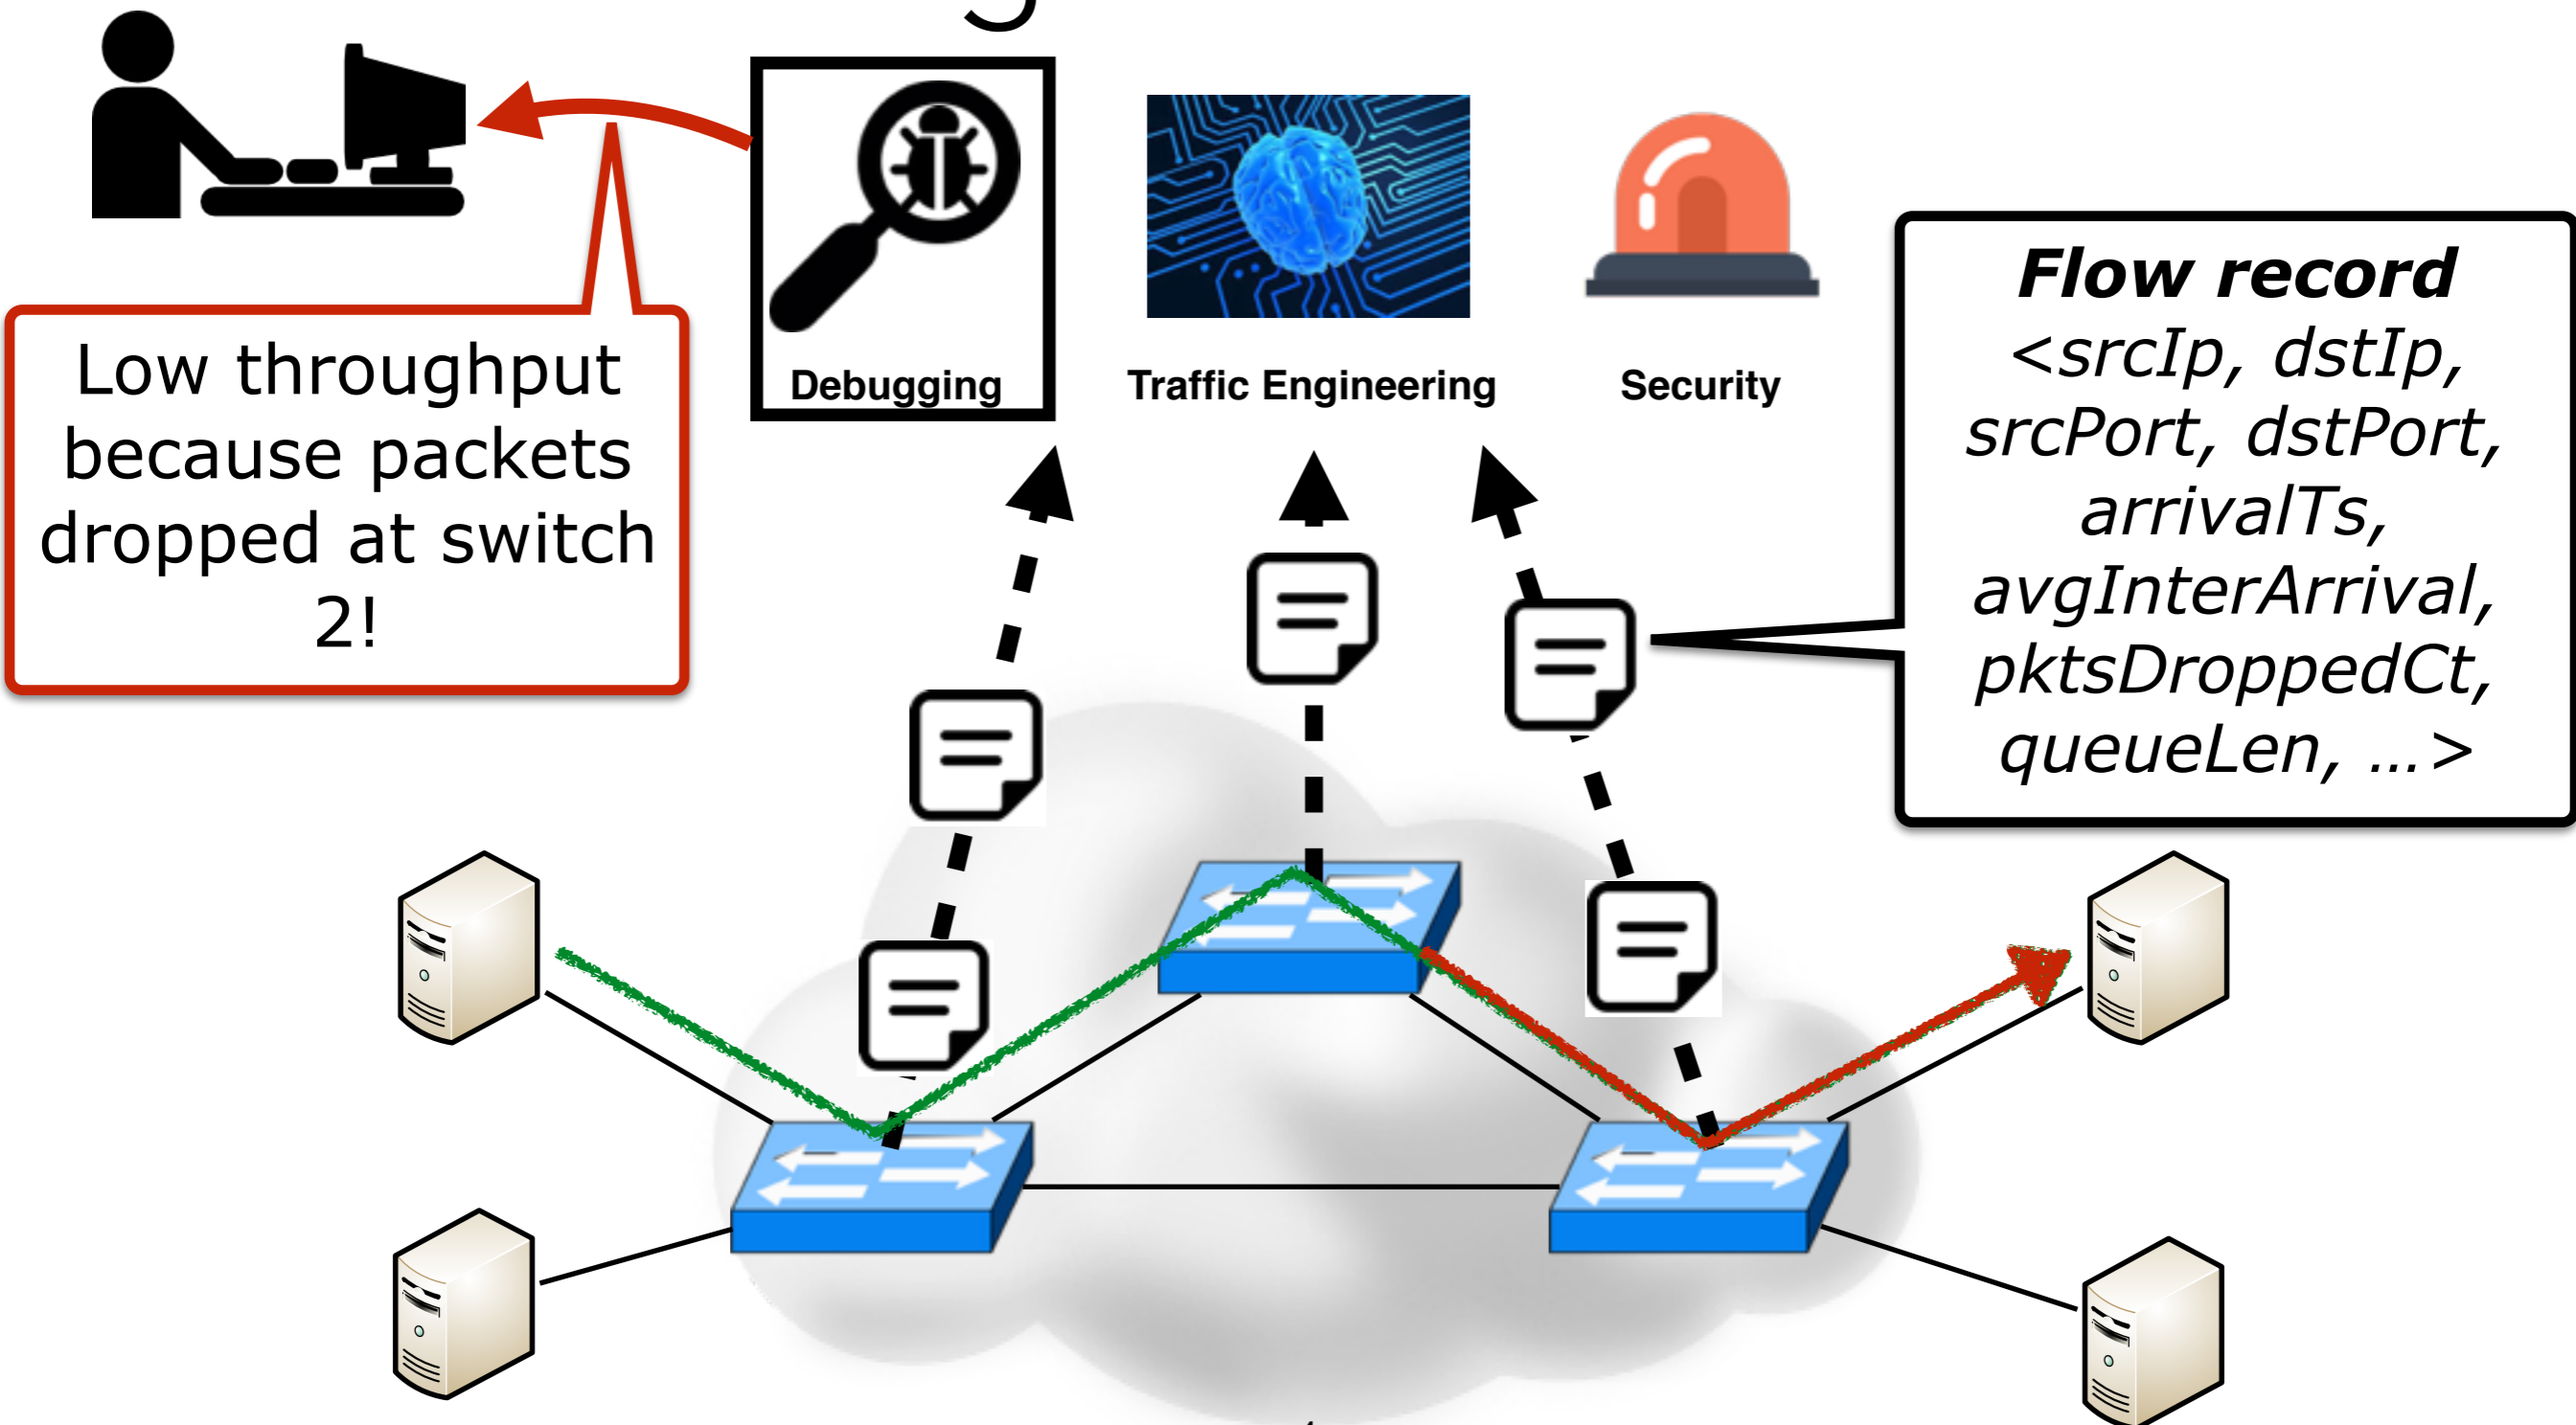 Low throughput
because packets
dropped at switch
2!
Debugging
Traffic Engineering
Security
Flow record
<srcIp, dstIp,
srcPort, dstPort,
arrivalTs,
avgInterArrival,
pktsDroppedCt,
queueLen, ...>